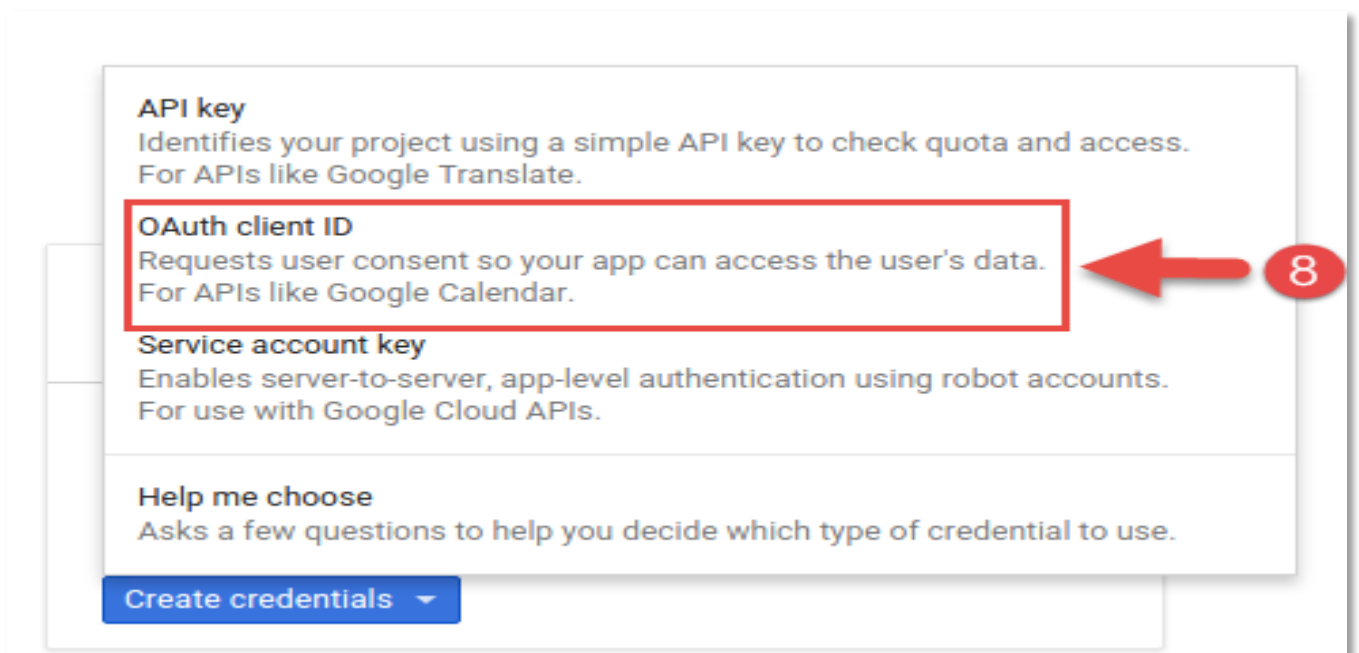 API key
Identifies your project using a simple API key to check quota and access.
For APIs like Google Translate.
OAuth client ID
Requests user consent so your app can access the user's data.
For APIs like Google Calendar.
8
Service account key
Enables server-to-server, app-level authentication using robot accounts.
For use with Google Cloud APIs.
Help me choose
Asks a few questions to help you decide which type of credential to use.
Create credentials